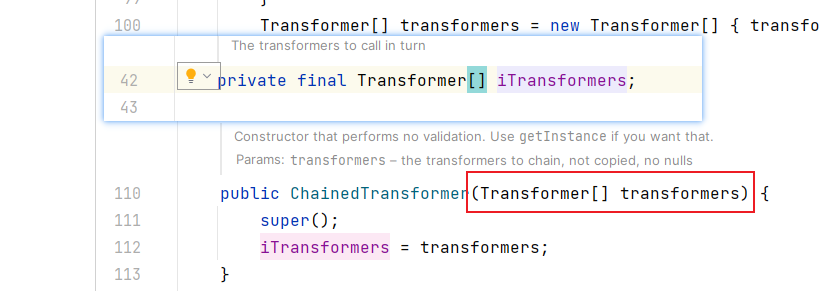 100 Transformer[] transformers = new Transformer[] { transfo
The transformers to call in turn
42 private final Transformer[] iTransformers;
43
Constructor that performs no validation. Use getInstance if you want that.
Params: transformers – the transformers to chain, not copied, no nulls
110 public ChainedTransformer(Transformer[] transformers) {
111 super();
112 iTransformers = transformers;
113 }